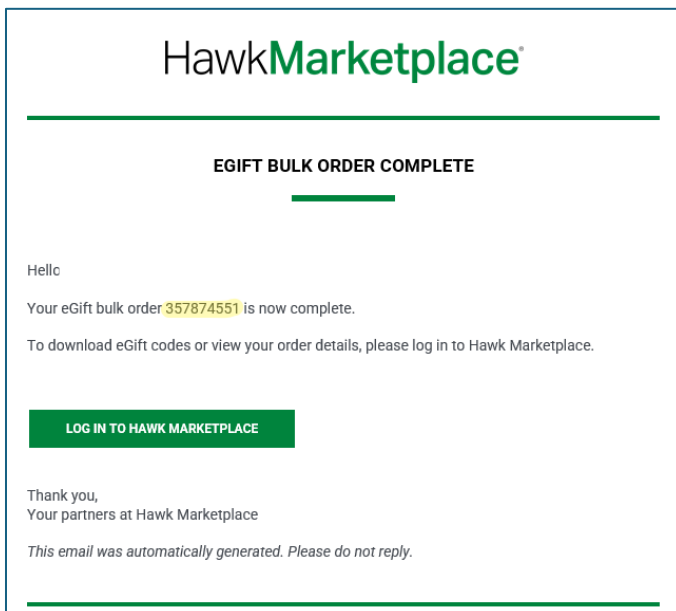 HawkMarketplace®
EGIFT BULK ORDER COMPLETE
Hello
Your eGift bulk order 357874551 is now complete.
To download eGift codes or view your order details, please log in to Hawk Marketplace.
LOG IN TO HAWK MARKETPLACE
Thank you,
Your partners at Hawk Marketplace
This email was automatically generated. Please do not reply.